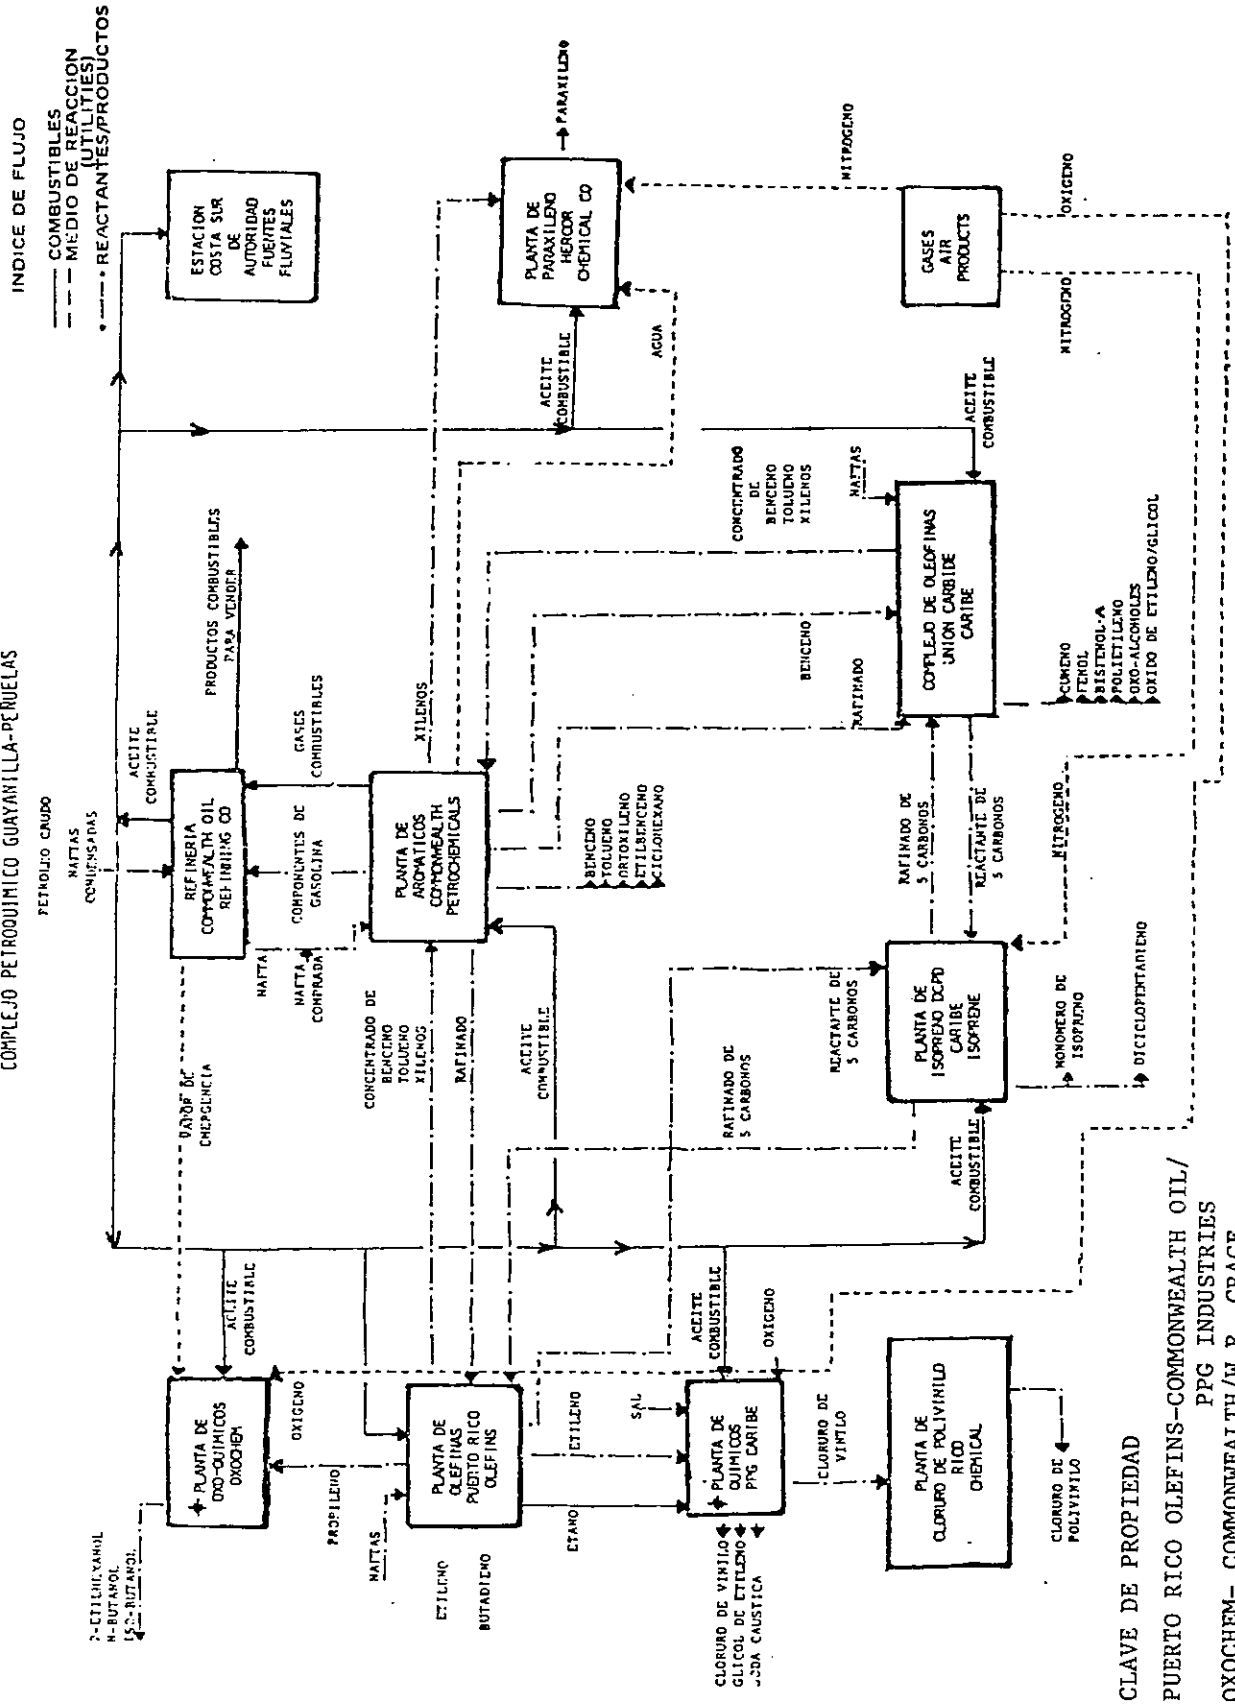 COMPLEJO PETROQUIMICO GUAYANILLA-PEÑUELAS
INDICE DE FLUJO
COMBUSTIBLES
MEDIO DE REACCION
(UTILITIES)
REACTANTES/PRODUCTOS
2-ETILHEXANOL
N-BUTANOL
ISO-BUTANOL
PLANTA DE
OXO-QUIMICOS
OXOCHEM
VAPOR DE
EMERGENCIA
ACEITE
COMBUSTIBLE
OXIGENO
PROPILENO
NAFTAS
ETILENO
BUTADIENO
PLANTA DE
OLEFINAS
PUERTO RICO
OLEFINS
ETILENO
ETANO
SAL
ACEITE
COMBUSTIBLE
OXIGENO
PLANTA DE
QUIMICOS
PPG CARIBE
CLORURO DE VINILO
GLICOL DE ETILENO
SODA CAUSTICA
CLORURO DE
VINILO
PLANTA DE
CLORURO DE POLIVINILO
RICO
CHEMICAL
CLORURO DE
POLIVINILO
PETROLEO CRUDO
NAFTAS
CONDENSADAS
ACEITE
COMBUSTIBLE
REFINERIA
COMMONWEALTH OIL
REFINING CO
PRODUCTOS COMBUSTIBLES
PARA VENDER
NAFTA
NAFTA
COMPRADA
COMPONENTES DE
GASOLINA
GASES
COMBUSTIBLES
PLANTA DE
AROMATICOS
COMMONWEALTH
PETROCHEMICALS
CONCENTRADO DE
BENCENO
TOLUENO
XILENOS
RAFINADO
ACEITE
COMBUSTIBLE
XILENOS
BENCENO
TOLUENO
ORTOXILENO
ETILBENCENO
CICLOHEXANO
RAFINADO DE
5 CARBONOS
REACTANTE DE
5 CARBONOS
PLANTA DE
ISOPRENO DCPD
CARIBE
ISOPRENE
ACEITE
COMBUSTIBLE
MONOMERO DE
ISOPRENO
DICICLOPENTADIENO
RAFINADO DE
5 CARBONOS
REACTANTE DE
5 CARBONOS
NITROGENO
CONCENTRADO
DE
BENCENO
TOLUENO
XILENOS
NAFTAS
BENCENO
RAFINADO
COMPLEJO DE OLEOFINAS
UNION CARBIDE
CARIBE
ACEITE
COMBUSTIBLE
CUMENO
FENOL
BISFENOL-A
POLIETILENO
OXO-ALCOHOLES
OXIDO DE ETILENO/GLICOL
ESTACION
COSTA SUR
DE
AUTORIDAD
FUENTES
FLUVIALES
PLANTA DE
PARAXILENO
HERCOR
CHEMICAL CO
PARAXILENO
ACEITE
COMBUSTIBLE
AGUA
NITROGENO
GASES
AIR
PRODUCTS
NITROGENO
OXIGENO
CLAVE DE PROPIEDAD
PUERTO RICO OLEFINS-COMMONWEALTH OIL/
PPG INDUSTRIES
OXOCHEM- COMMONWEALTH/W.R. GRACE